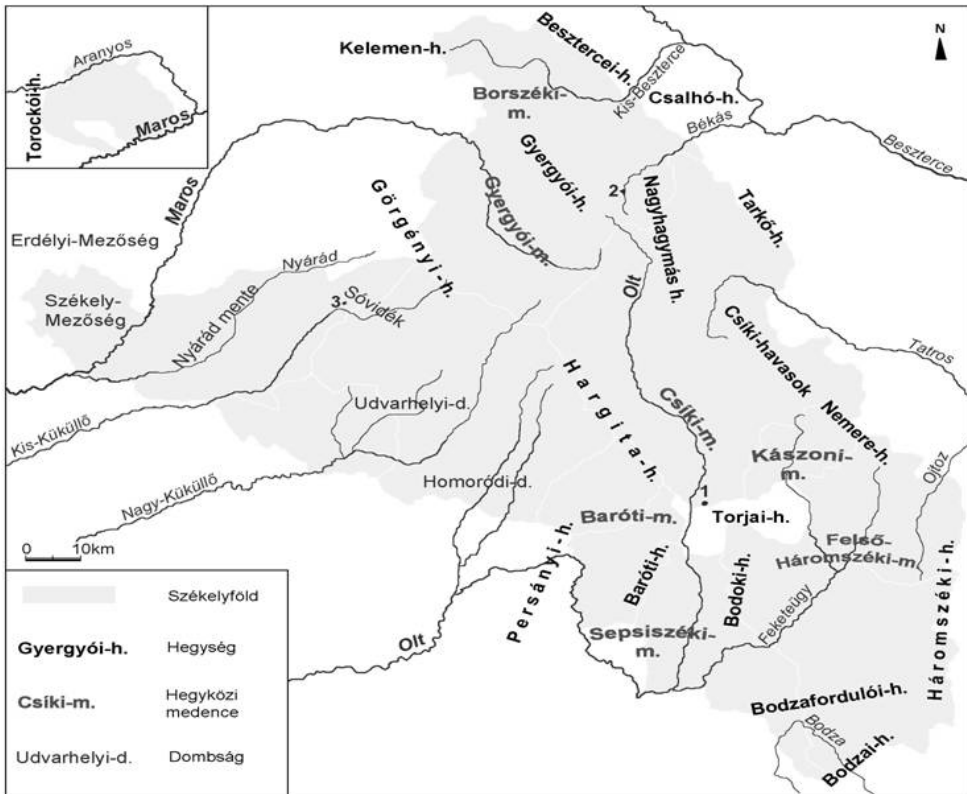 Aranyos
Torockói-h.
Maros
N
Kelemen-h.
Besztercei-h.
Kis-Beszterce
Csalhó-h.
Borszéki-
m.
Békás
Beszterce
Maros
Gyergyói-h.
2
Görgényi-h.
Gyergyói-m.
Nagyhagymás h.
Tarkő-h.
Erdélyi-Mezőség
Nyárád
Olt
Székely-
Mezőség
Nyárád mente
3
Sóvidék
Csíki-havasok
Tatros
Hargita-h.
Udvarhelyi-d.
Csíki-m.
Nemere-h.
Kis-Küküllő
Kászoni-
m.
Ojtoz
Nagy-Küküllő
Homoródi-d.
1
Baróti-m.
Torjai-h.
0 10km
Felső-
Háromszéki-m.
Persányi-h.
Baróti-h.
Bodoki-h.
Feketeügy
Háromszéki-h.
Székelyföld
Olt
Sepsiszéki-
m.
Gyergyói-h.
Hegység
Csíki-m.
Hegyközi
medence
Bodzafordulói-h.
Bodza
Bodzai-h.
Udvarhelyi-d.
Dombság